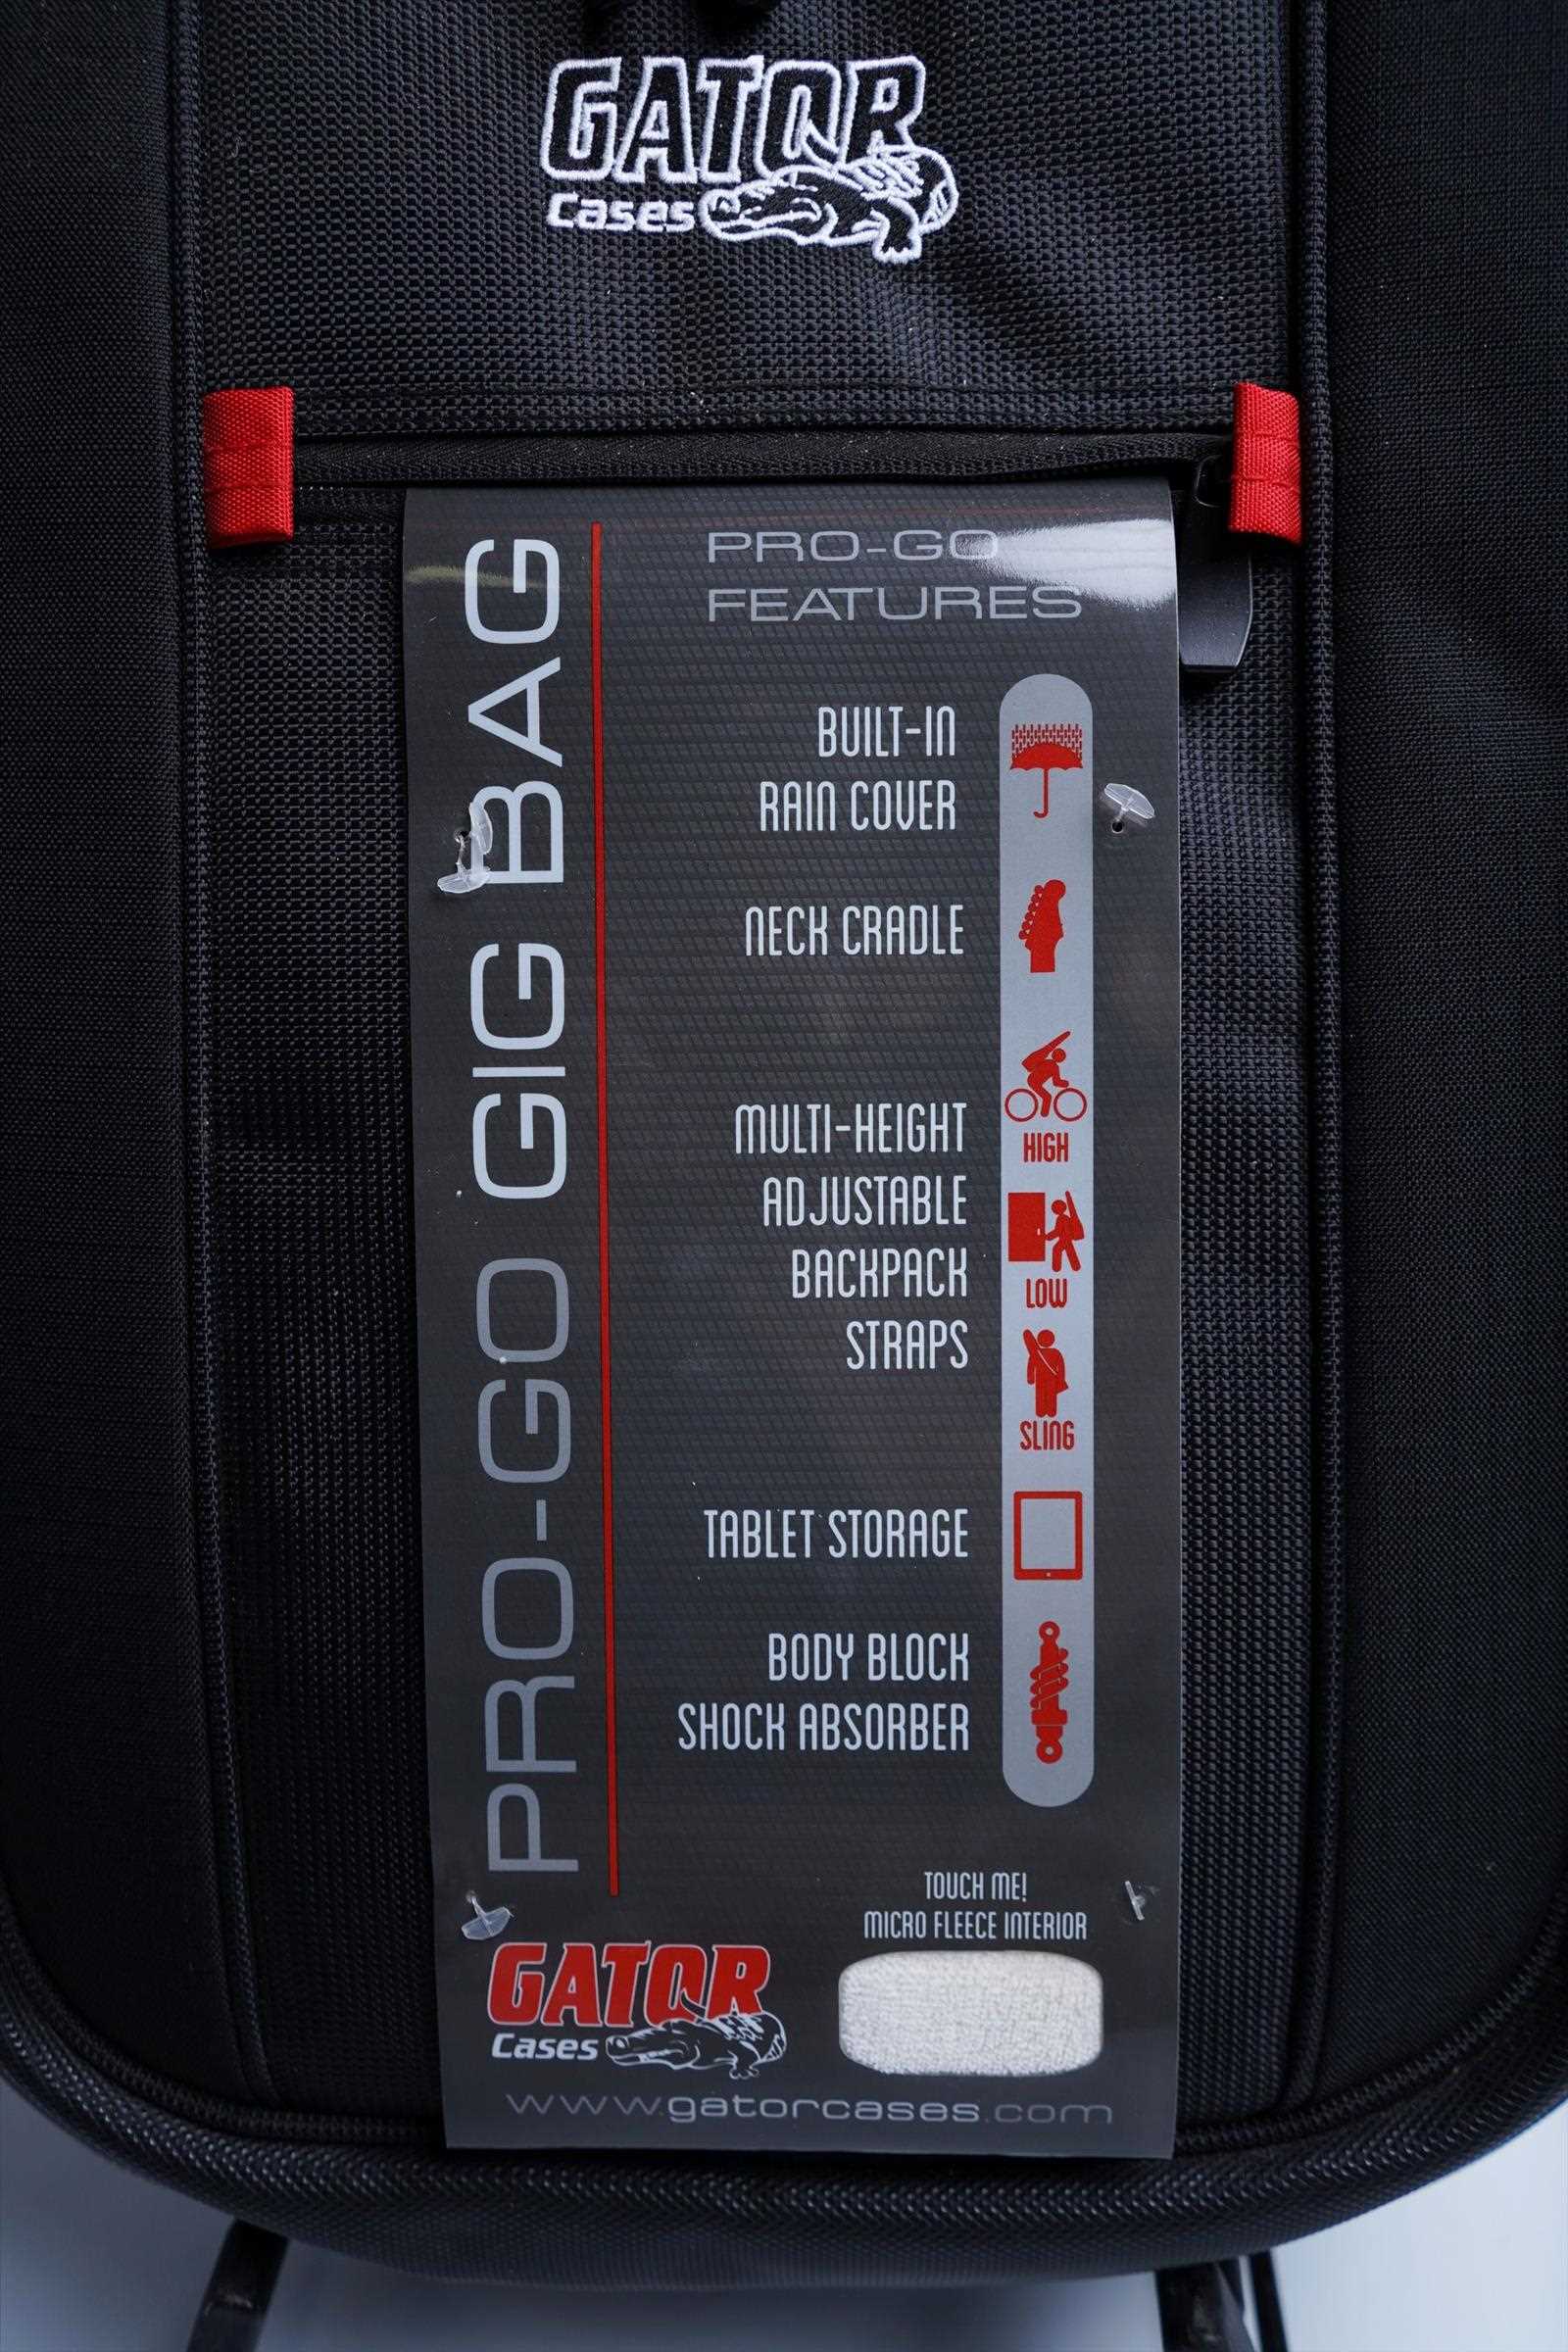 GATOR
Cases
PRO-GO GIG BAG
PRO-GO
FEATURES
BUILT-IN
RAIN COVER
NECK CRADLE
MULTI-HEIGHT
ADJUSTABLE
BACKPACK
STRAPS
HIGH
LOW
SLING
TABLET STORAGE
BODY BLOCK
SHOCK ABSORBER
TOUCH ME!
MICRO FLEECE INTERIOR
GATOR
Cases
www.gatorcases.com